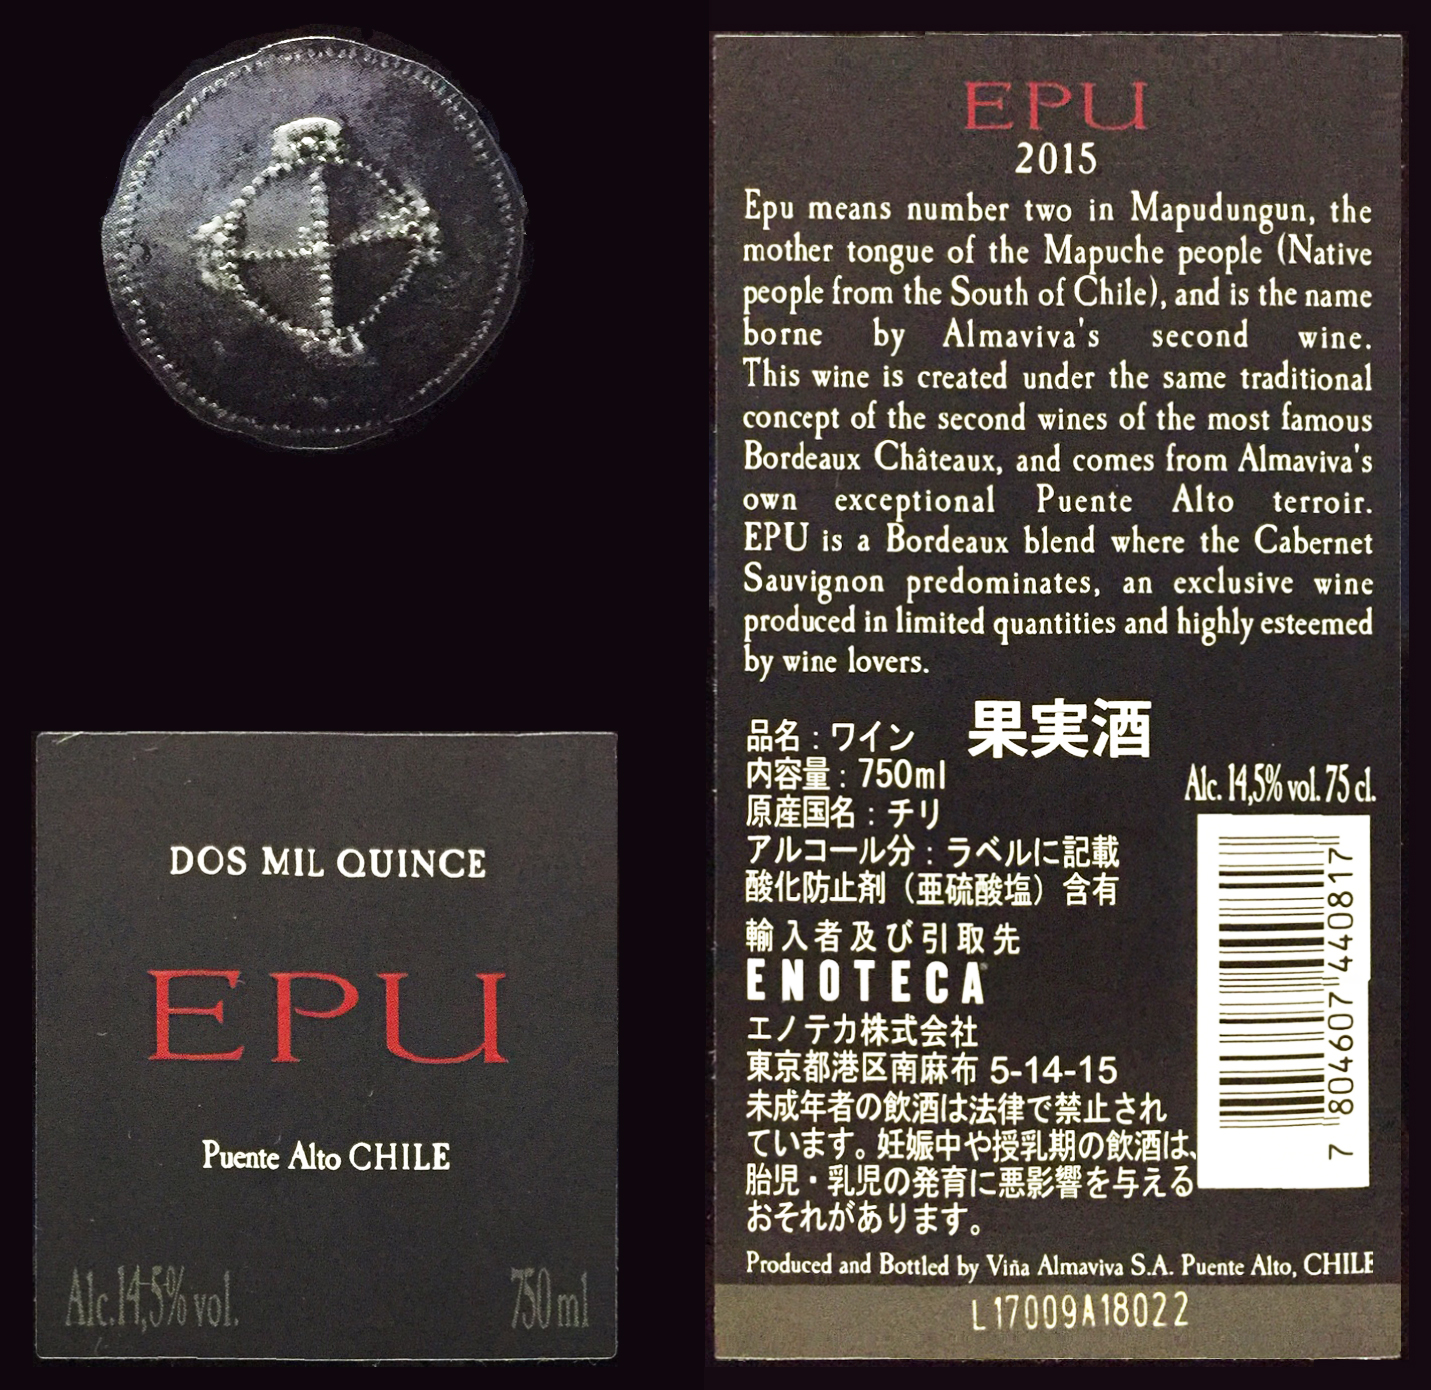 DOS MIL QUINCE
EPU
Puente Alto CHILE
Alc.14,5% vol. 750 ml
EPU
2015
Epu means number two in Mapudungun, the
mother tongue of the Mapuche people (Native
people from the South of Chile), and is the name
borne by Almaviva's second wine.
This wine is created under the same traditional
concept of the second wines of the most famous
Bordeaux Châteaux, and comes from Almaviva's
own exceptional Puente Alto terroir.
EPU is a Bordeaux blend where the Cabernet
Sauvignon predominates, an exclusive wine
produced in limited quantities and highly esteemed
by wine lovers.
品名：ワイン 果実酒
内容量：750ml
Alc. 14,5% vol. 75 cl.
原産国名：チリ
アルコール分：ラベルに記載
酸化防止剤（亜硫酸塩）含有
輸入者及び引取先
ENOTECA
エノテカ株式会社
東京都港区南麻布 5-14-15
未成年者の飲酒は法律で禁止され
ています。妊娠中や授乳期の飲酒は、
胎児・乳児の発育に悪影響を与える
おそれがあります。
7 804607 440817
Produced and Bottled by Viña Almaviva S.A. Puente Alto, CHILE
L17009A18022